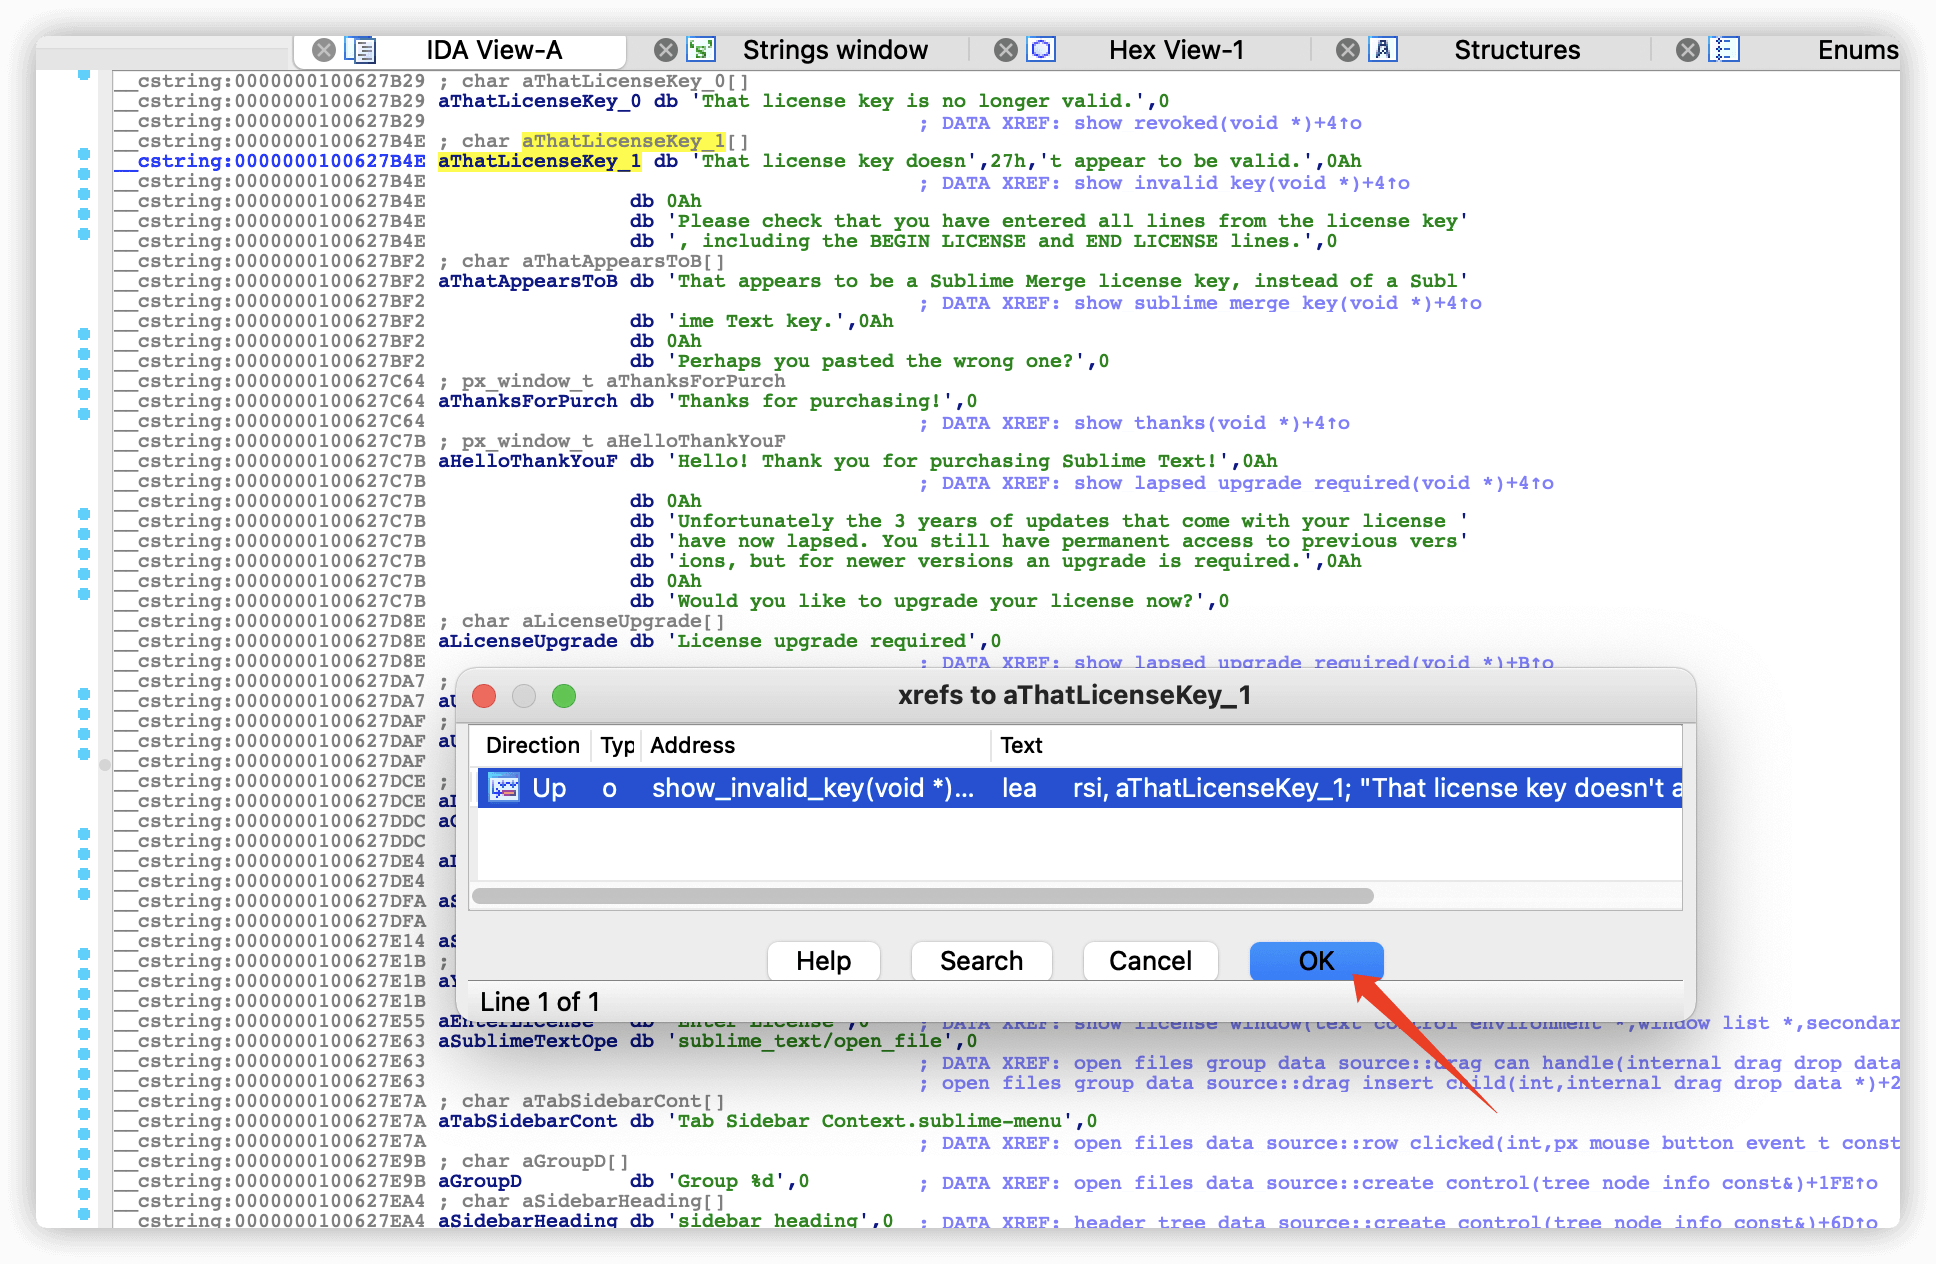 IDA View-A Strings window Hex View-1 Structures Enums
__cstring:0000000100627B29 ; char aThatLicenseKey_0[]
__cstring:0000000100627B29 aThatLicenseKey_0 db 'That license key is no longer valid.',0
__cstring:0000000100627B29 ; DATA XREF: show revoked(void *)+4↑o
__cstring:0000000100627B4E ; char aThatLicenseKey_1[]
__cstring:0000000100627B4E aThatLicenseKey_1 db 'That license key doesn',27h,'t appear to be valid.',0Ah
__cstring:0000000100627B4E ; DATA XREF: show invalid key(void *)+4↑o
__cstring:0000000100627B4E db 0Ah
__cstring:0000000100627B4E db 'Please check that you have entered all lines from the license key'
__cstring:0000000100627B4E db ', including the BEGIN LICENSE and END LICENSE lines.',0
__cstring:0000000100627BF2 ; char aThatAppearsToB[]
__cstring:0000000100627BF2 aThatAppearsToB db 'That appears to be a Sublime Merge license key, instead of a Subl'
__cstring:0000000100627BF2 ; DATA XREF: show sublime merge key(void *)+4↑o
__cstring:0000000100627BF2 db 'ime Text key.',0Ah
__cstring:0000000100627BF2 db 0Ah
__cstring:0000000100627BF2 db 'Perhaps you pasted the wrong one?',0
__cstring:0000000100627C64 ; px_window_t aThanksForPurch
__cstring:0000000100627C64 aThanksForPurch db 'Thanks for purchasing!',0
__cstring:0000000100627C64 ; DATA XREF: show thanks(void *)+4↑o
__cstring:0000000100627C7B ; px_window_t aHelloThankYouF
__cstring:0000000100627C7B aHelloThankYouF db 'Hello! Thank you for purchasing Sublime Text!',0Ah
__cstring:0000000100627C7B ; DATA XREF: show lapsed upgrade required(void *)+4↑o
__cstring:0000000100627C7B db 0Ah
__cstring:0000000100627C7B db 'Unfortunately the 3 years of updates that come with your license '
__cstring:0000000100627C7B db 'have now lapsed. You still have permanent access to previous vers'
__cstring:0000000100627C7B db 'ions, but for newer versions an upgrade is required.',0Ah
__cstring:0000000100627C7B db 0Ah
__cstring:0000000100627C7B db 'Would you like to upgrade your license now?',0
__cstring:0000000100627D8E ; char aLicenseUpgrade[]
__cstring:0000000100627D8E aLicenseUpgrade db 'License upgrade required',0
__cstring:0000000100627D8E ; DATA XREF: show lapsed upgrade required(void *)+B↑o
__cstring:0000000100627DA7 ;
__cstring:0000000100627DA7
__cstring:0000000100627DAF ;
__cstring:0000000100627DAF
__cstring:0000000100627DAF
__cstring:0000000100627DCE ;
__cstring:0000000100627DCE
__cstring:0000000100627DDC
__cstring:0000000100627DDC
__cstring:0000000100627DE4
__cstring:0000000100627DE4
__cstring:0000000100627DFA
__cstring:0000000100627DFA
__cstring:0000000100627E14
__cstring:0000000100627E1B ;
__cstring:0000000100627E1B
__cstring:0000000100627E1B
xrefs to aThatLicenseKey_1
Direction Typ Address Text
Up o show_invalid_key(void *)... lea rsi, aThatLicenseKey_1; "That license key doesn't a
Help Search Cancel OK
Line 1 of 1
__cstring:0000000100627E55 aEnterLicense db 'Enter License',0 ; DATA XREF: show license window(text control environment *,window list *,secondar
__cstring:0000000100627E63 aSublimeTextOpe db 'sublime_text/open_file',0
__cstring:0000000100627E63 ; DATA XREF: open files group data source::drag can handle(internal drag drop data
__cstring:0000000100627E63 ; open files group data source::drag insert child(int,internal drag drop data *)+2
__cstring:0000000100627E7A ; char aTabSidebarCont[]
__cstring:0000000100627E7A aTabSidebarCont db 'Tab Sidebar Context.sublime-menu',0
__cstring:0000000100627E7A ; DATA XREF: open files data source::row clicked(int,px mouse button event t const
__cstring:0000000100627E9B ; char aGroupD[]
__cstring:0000000100627E9B aGroupD db 'Group %d',0 ; DATA XREF: open files data source::create control(tree node info const&)+1FE↑o
__cstring:0000000100627EA4 ; char aSidebarHeading[]
__cstring:0000000100627EA4 aSidebarHeading db 'sidebar heading',0 ; DATA XREF: header tree data source::create control(tree node info const&)+6D↑o